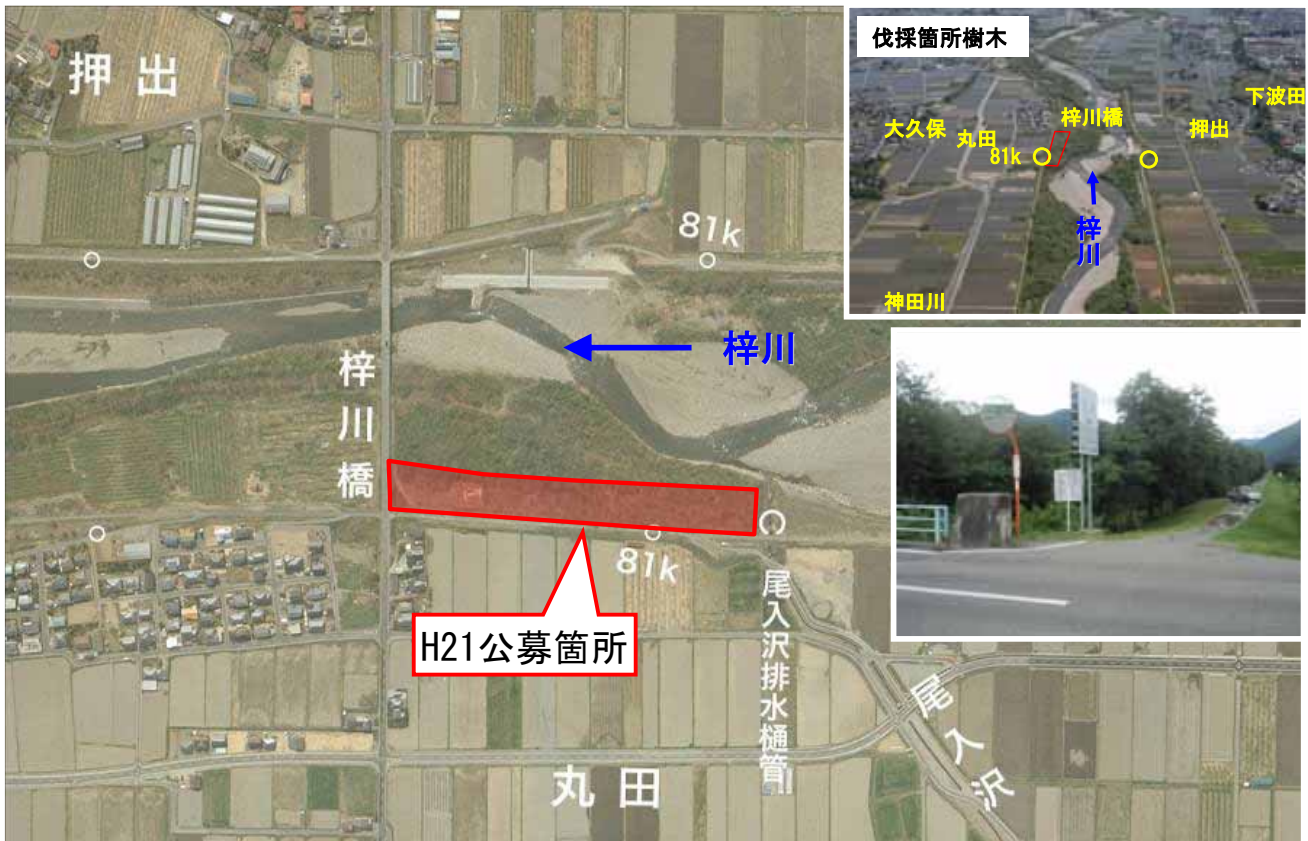 押出
81k
梓川
梓川橋
81k
H21公募箇所
尾入沢排水樋管
尾入沢
丸田
伐採箇所樹木
下波田
梓川橋
大久保
丸田
押出
81k
梓川
神田川